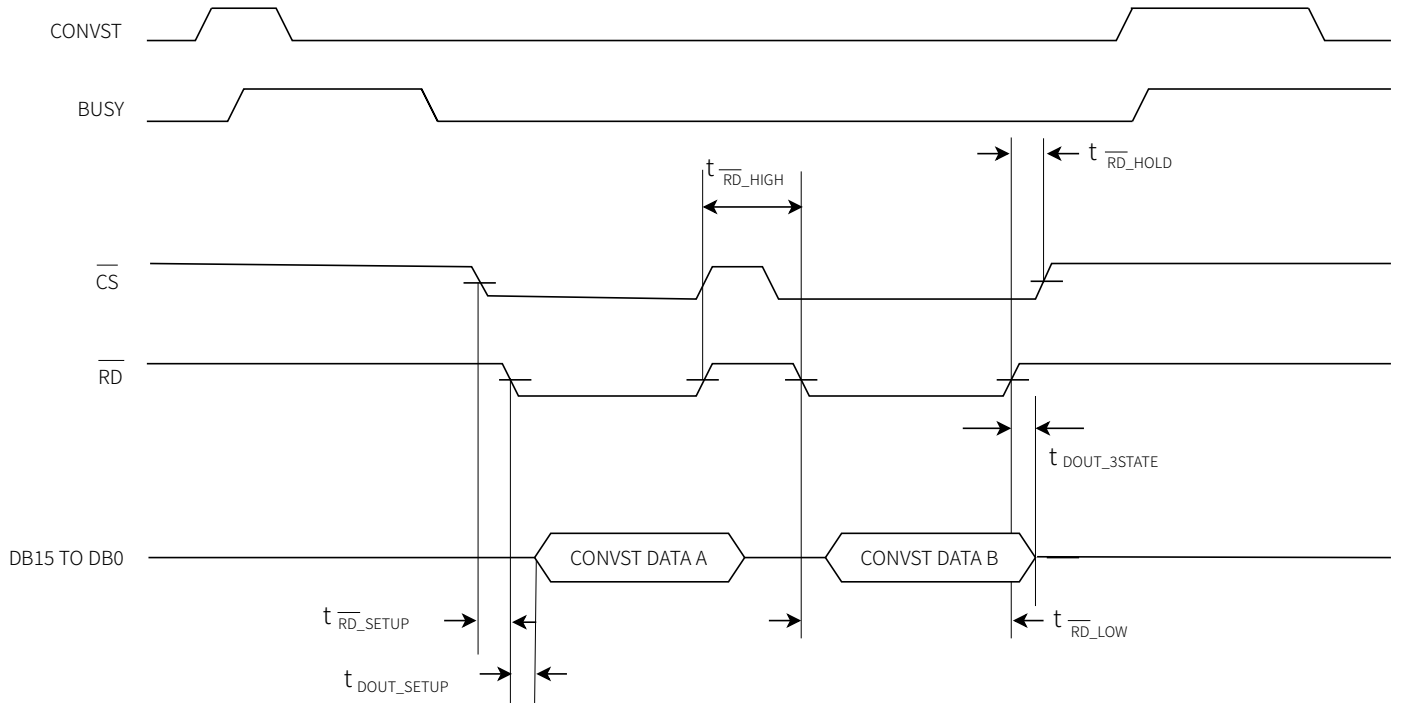 CONVST
BUSY
t RD_HOLD
t RD_HIGH
CS
RD
t DOUT_3STATE
DB15 TO DB0
CONVST DATA A
CONVST DATA B
t RD_SETUP
t RD_LOW
t DOUT_SETUP